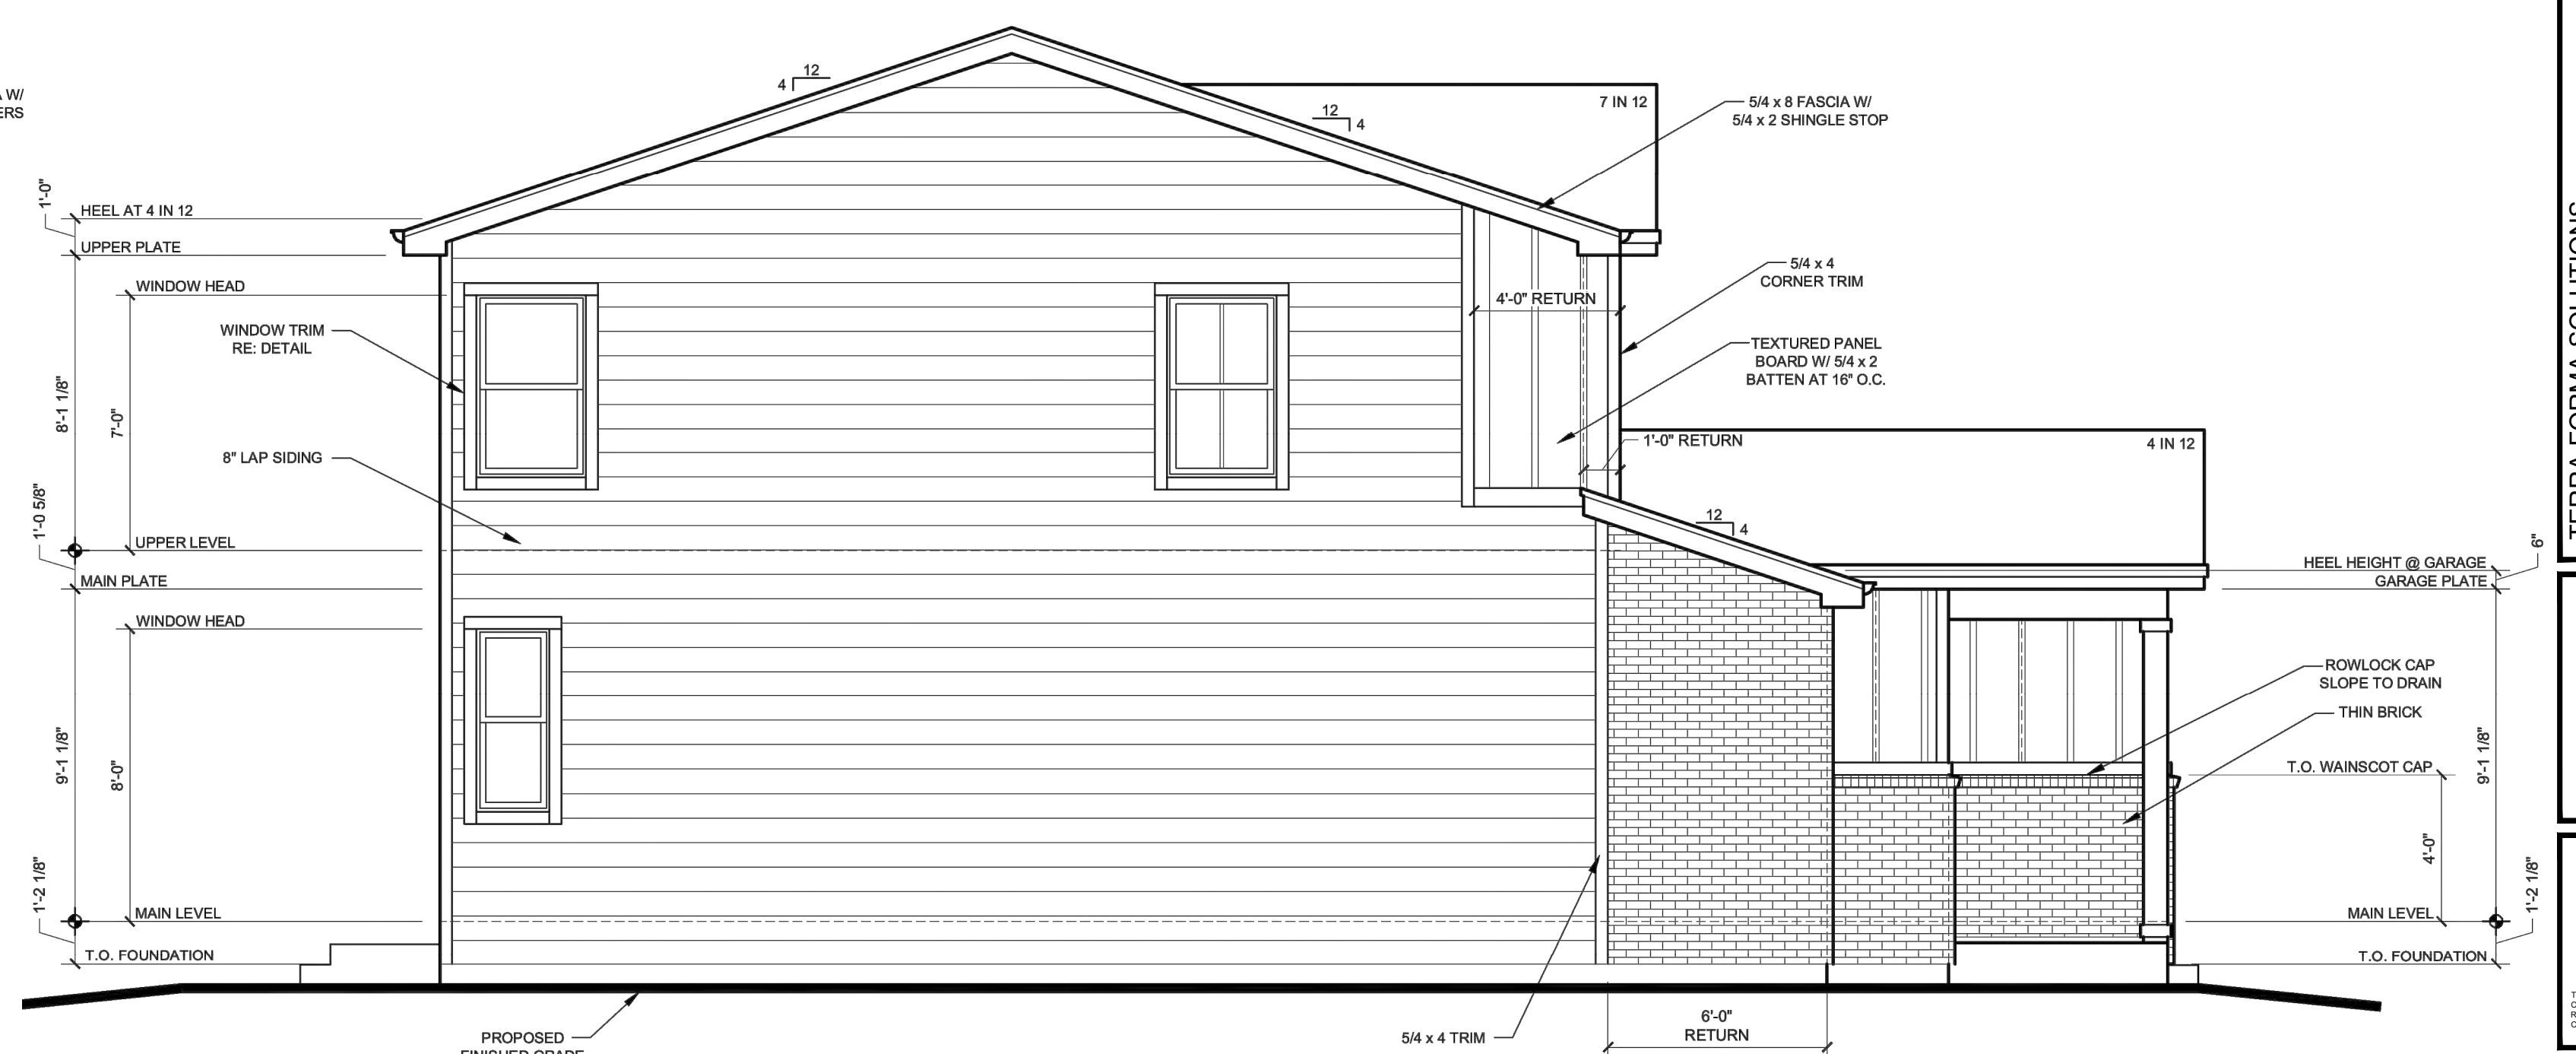 W/
ERS
12
4
12
4
7 IN 12
5/4 x 8 FASCIA W/
5/4 x 2 SHINGLE STOP
1'-0"
HEEL AT 4 IN 12
UPPER PLATE
WINDOW HEAD
WINDOW TRIM
RE: DETAIL
8'-1 1/8"
7'-0"
8" LAP SIDING
1'-0 5/8"
UPPER LEVEL
MAIN PLATE
WINDOW HEAD
9'-1 1/8"
8'-0"
1'-2 1/8"
MAIN LEVEL
T.O. FOUNDATION
PROPOSED
FINISHED GRADE
4'-0" RETURN
5/4 x 4
CORNER TRIM
TEXTURED PANEL
BOARD W/ 5/4 x 2
BATTEN AT 16" O.C.
1'-0" RETURN
4 IN 12
12
4
HEEL HEIGHT @ GARAGE
GARAGE PLATE
6"
ROWLOCK CAP
SLOPE TO DRAIN
THIN BRICK
T.O. WAINSCOT CAP
9'-1 1/8"
4'-0"
1'-2 1/8"
MAIN LEVEL
T.O. FOUNDATION
5/4 x 4 TRIM
6'-0"
RETURN
TERRA FORMA SOLUTIONS